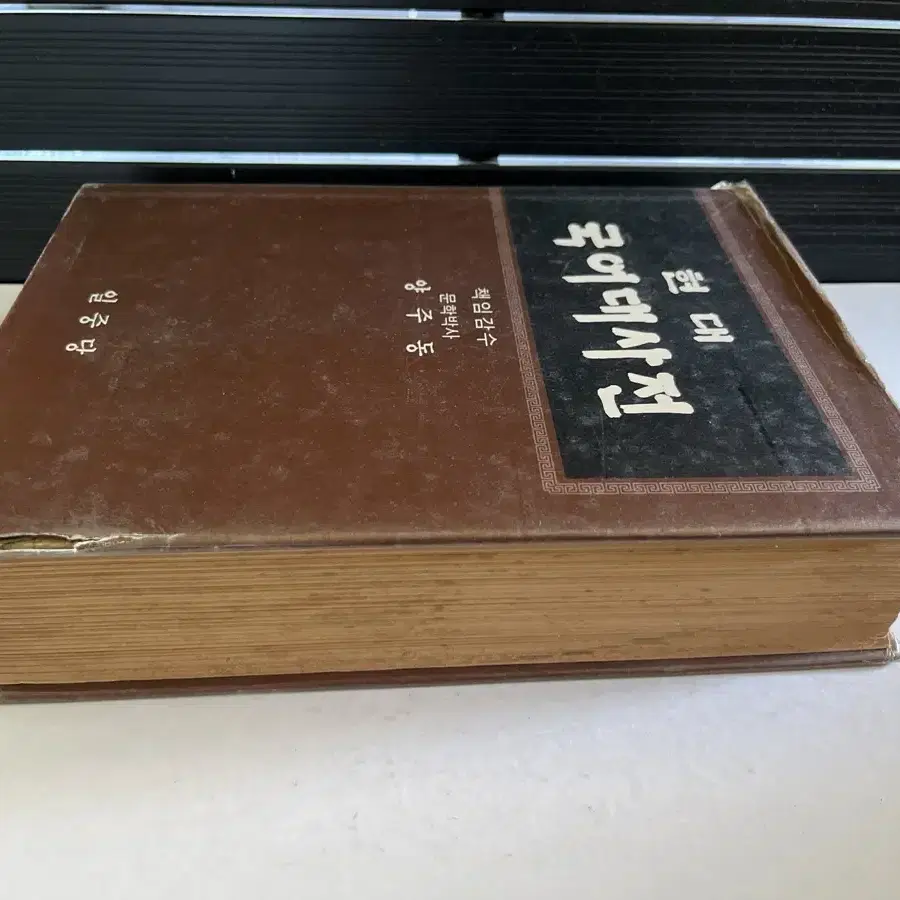 현대
국어대사전
책임감수
문학박사
양주동
일중당